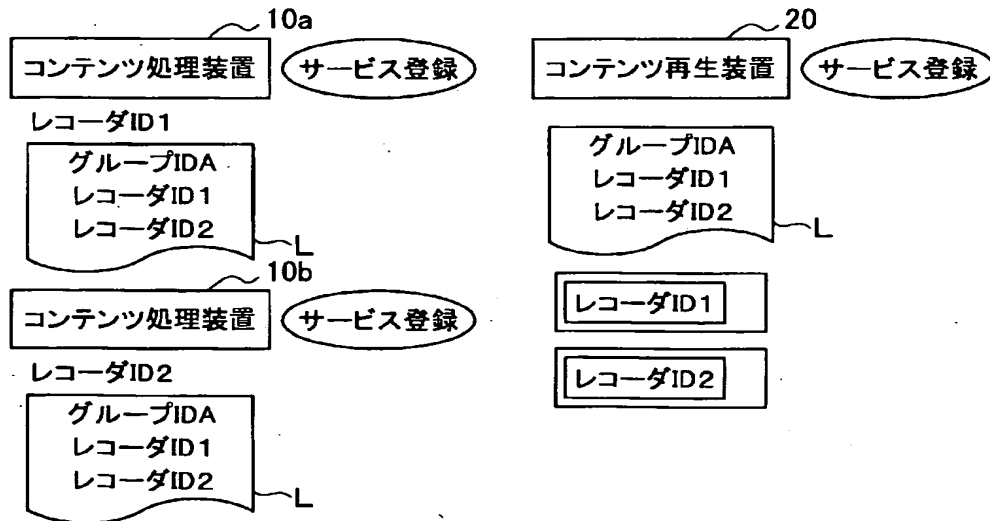 10a
コンテンツ処理装置
サービス登録
レコーダID1
グループIDA
レコーダID1
レコーダID2
L
10b
コンテンツ処理装置
サービス登録
レコーダID2
グループIDA
レコーダID1
レコーダID2
L
20
コンテンツ再生装置
サービス登録
グループIDA
レコーダID1
レコーダID2
L
レコーダID1
レコーダID2